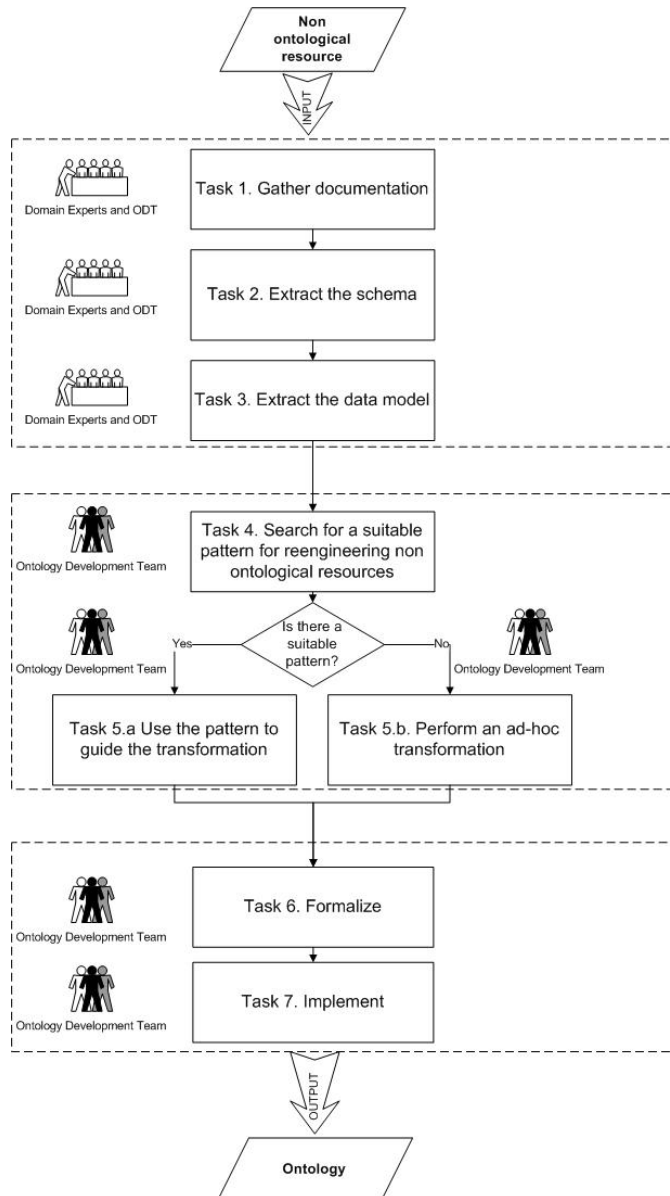 Non
ontological
resource
INPUT
Domain Experts and ODT
Task 1. Gather documentation
Domain Experts and ODT
Task 2. Extract the schema
Domain Experts and ODT
Task 3. Extract the data model
Ontology Development Team
Task 4. Search for a suitable
pattern for reengineering non
ontological resources
Ontology Development Team
Yes
Is there a
suitable
pattern?
No
Ontology Development Team
Task 5.a Use the pattern to
guide the transformation
Task 5.b. Perform an ad-hoc
transformation
Ontology Development Team
Task 6. Formalize
Ontology Development Team
Task 7. Implement
OUTPUT
Ontology